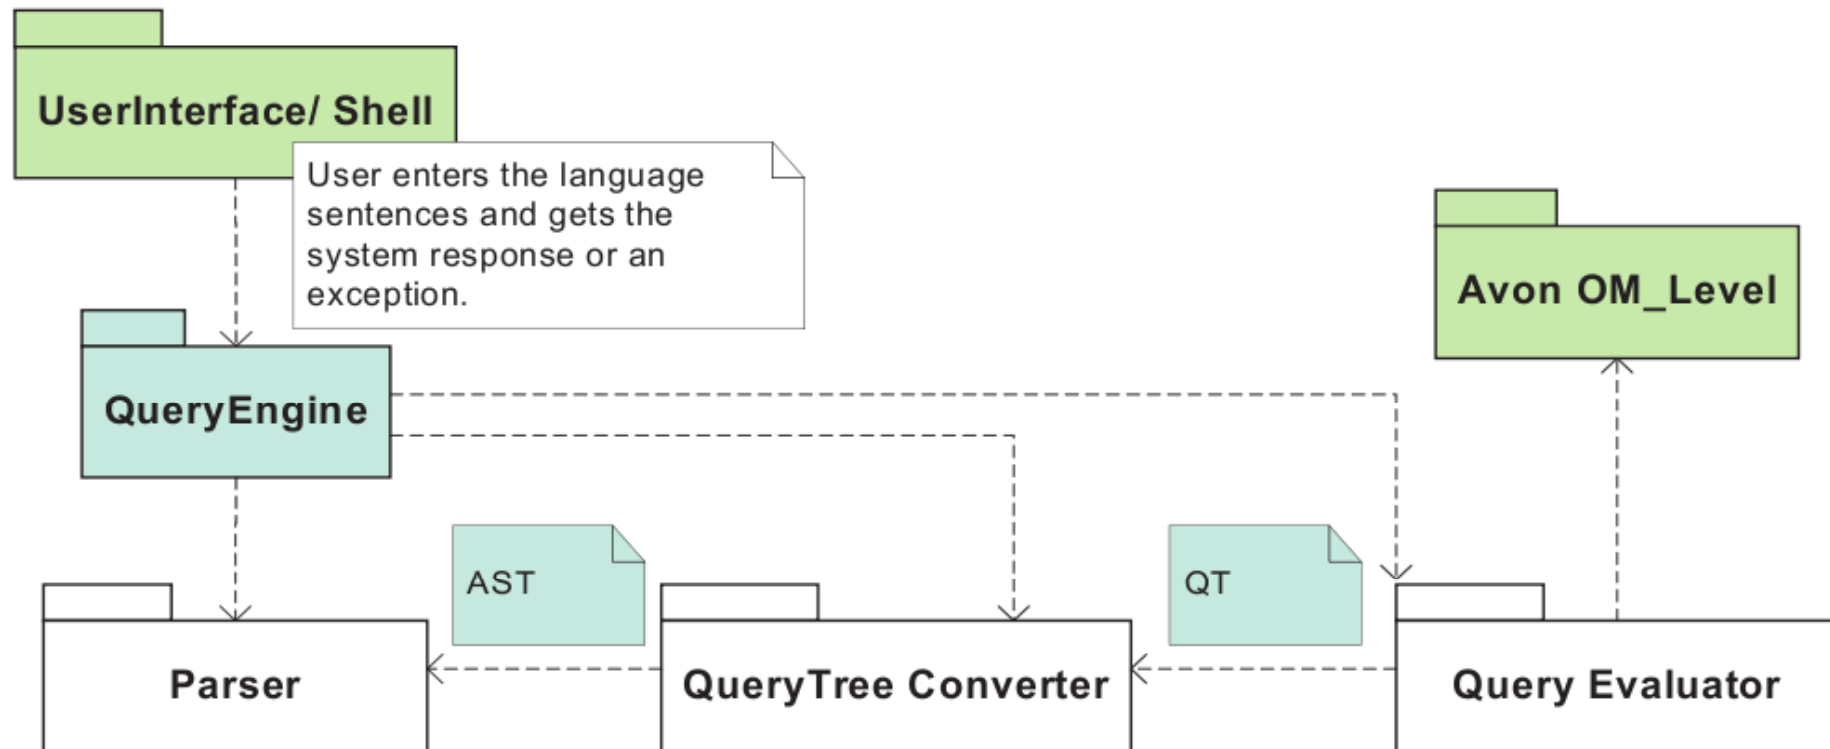 UserInterface/ Shell
User enters the language
sentences and gets the
system response or an
exception.
Avon OM_Level
QueryEngine
AST
QT
Parser
QueryTree Converter
Query Evaluator